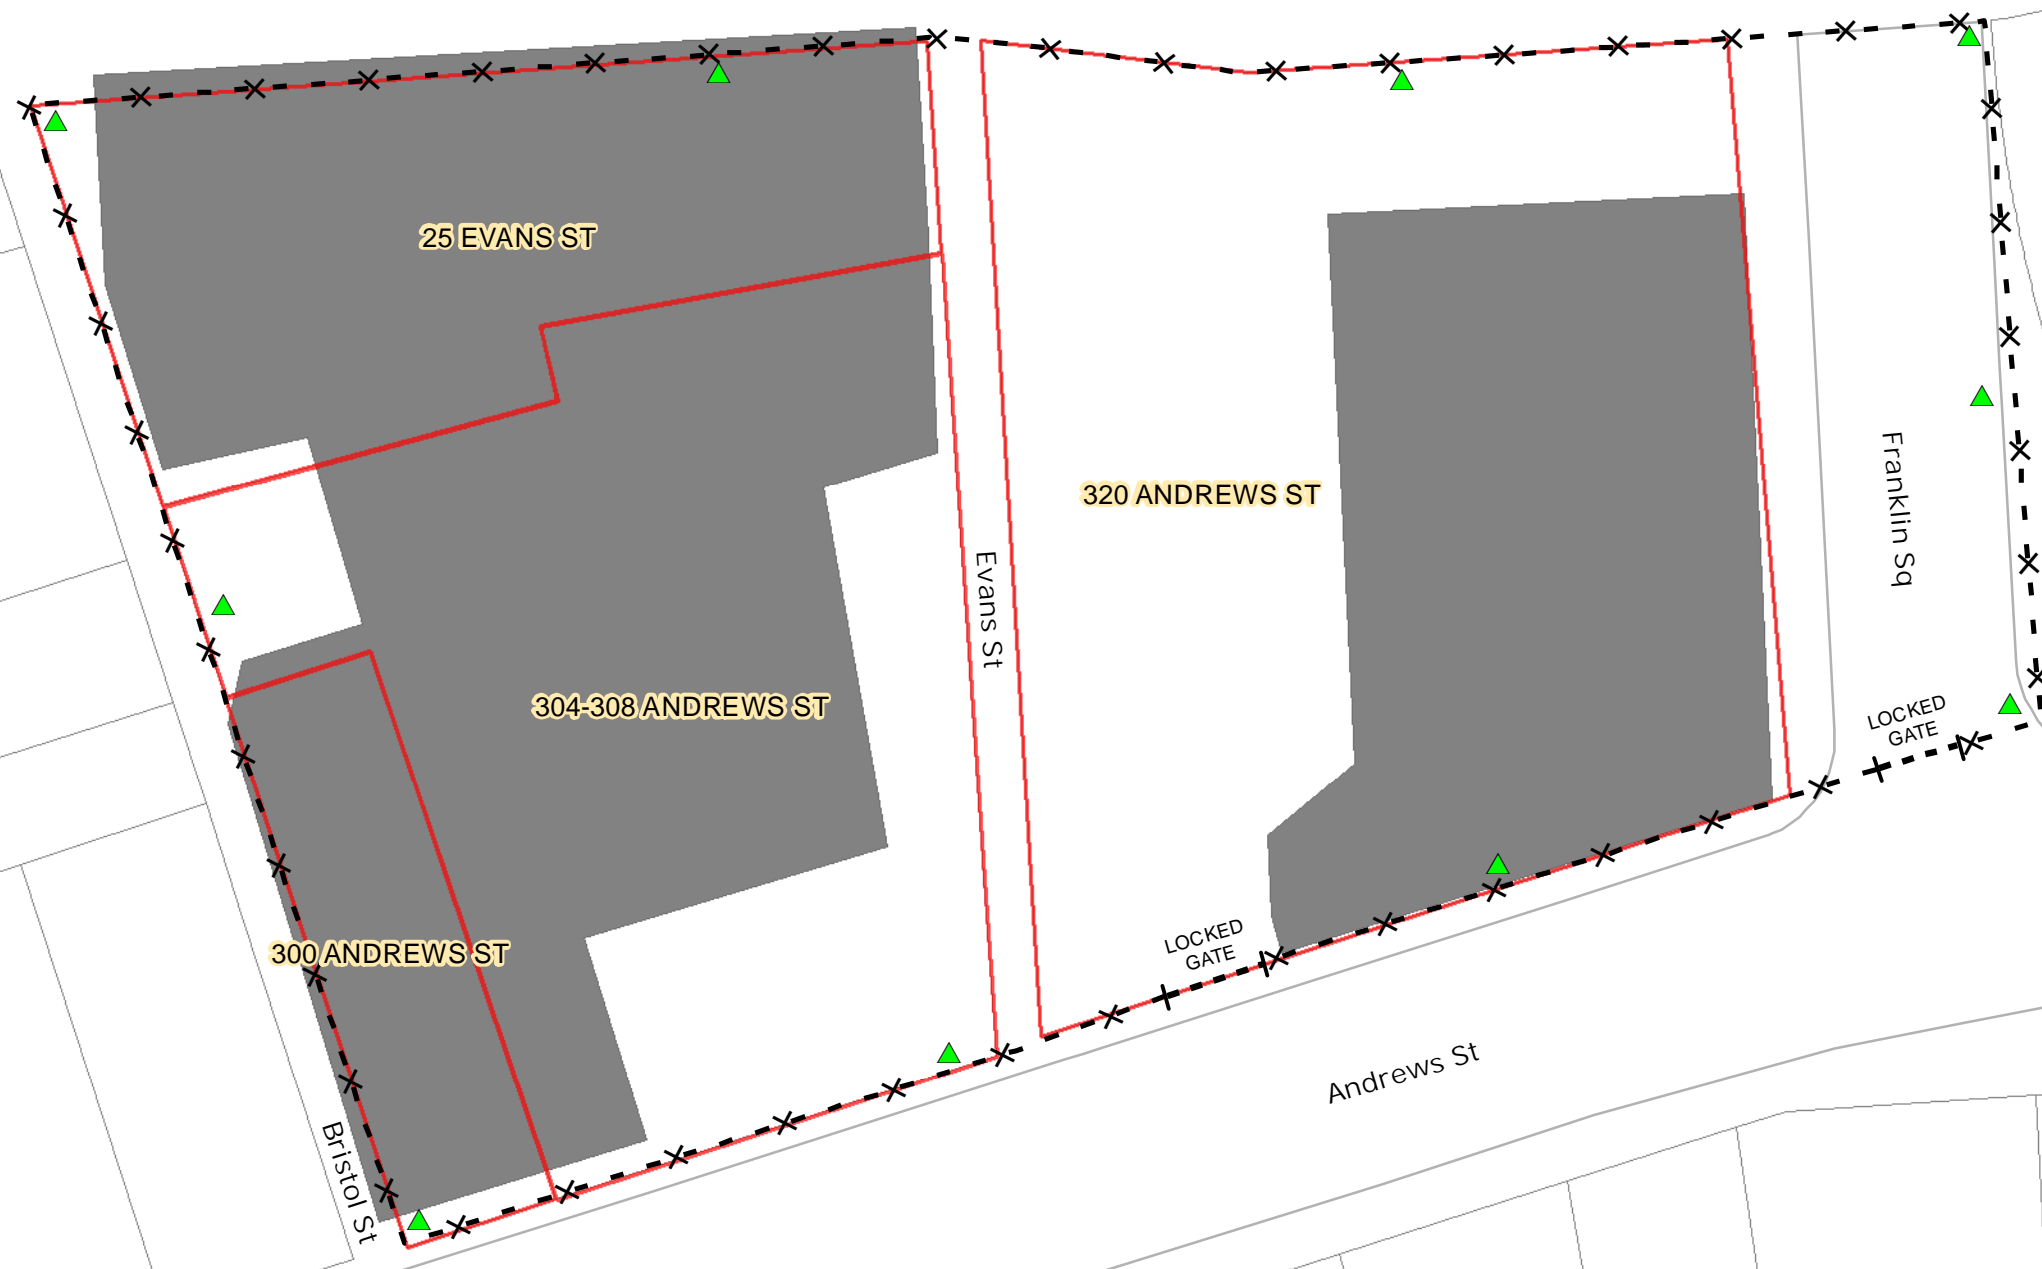 25 EVANS ST
320 ANDREWS ST
Franklin Sq
Evans St
304-308 ANDREWS ST
LOCKED
GATE
300 ANDREWS ST
LOCKED
GATE
Andrews St
Bristol St